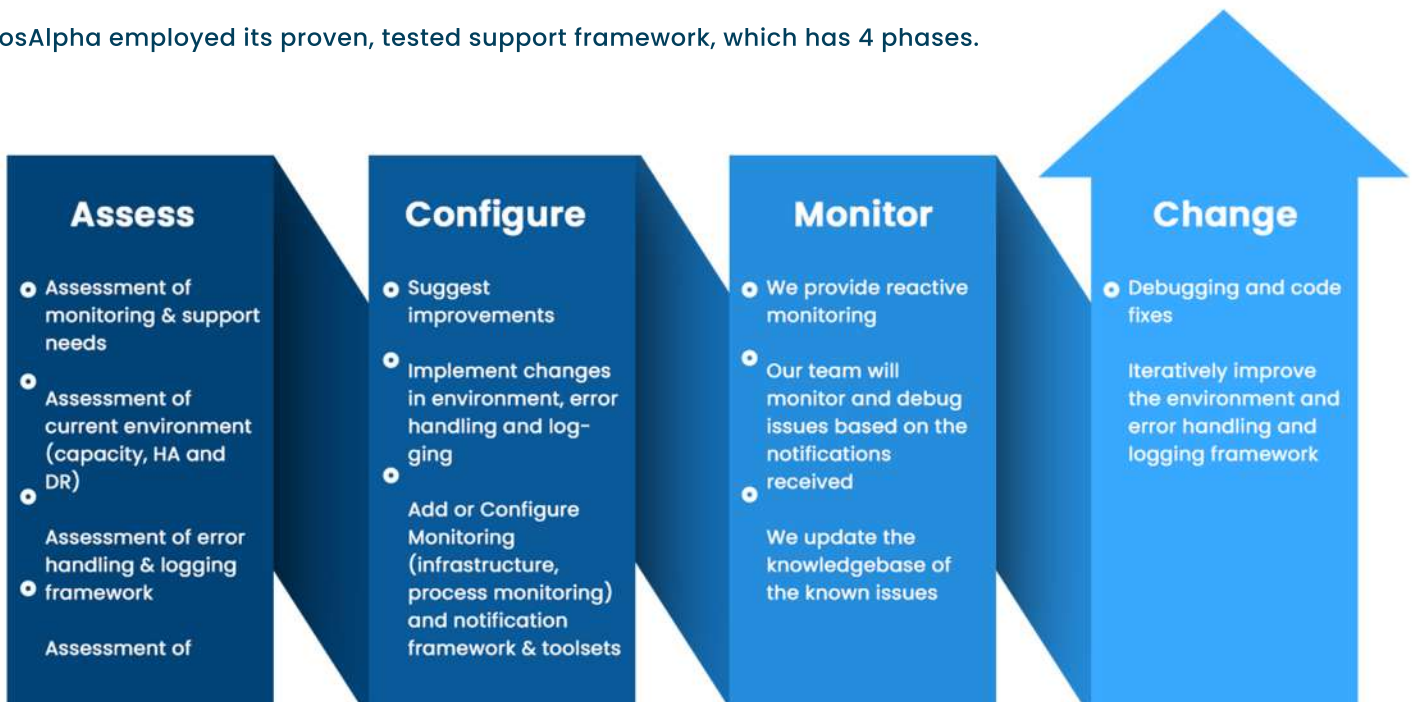 osAlpha employed its proven, tested support framework, which has 4 phases.
Assess
Assessment of
monitoring & support
needs
Assessment of
current environment
(capacity, HA and
DR)
Assessment of error
handling & logging
framework
Assessment of
Configure
Suggest
improvements
Implement changes
in environment, error
handling and log-
ging
Add or Configure
Monitoring
(infrastructure,
process monitoring)
and notification
framework & toolsets
Monitor
We provide reactive
monitoring
Our team will
monitor and debug
issues based on the
notifications
received
We update the
knowledgebase of
the known issues
Change
Debugging and code
fixes
Iteratively improve
the environment and
error handling and
logging framework